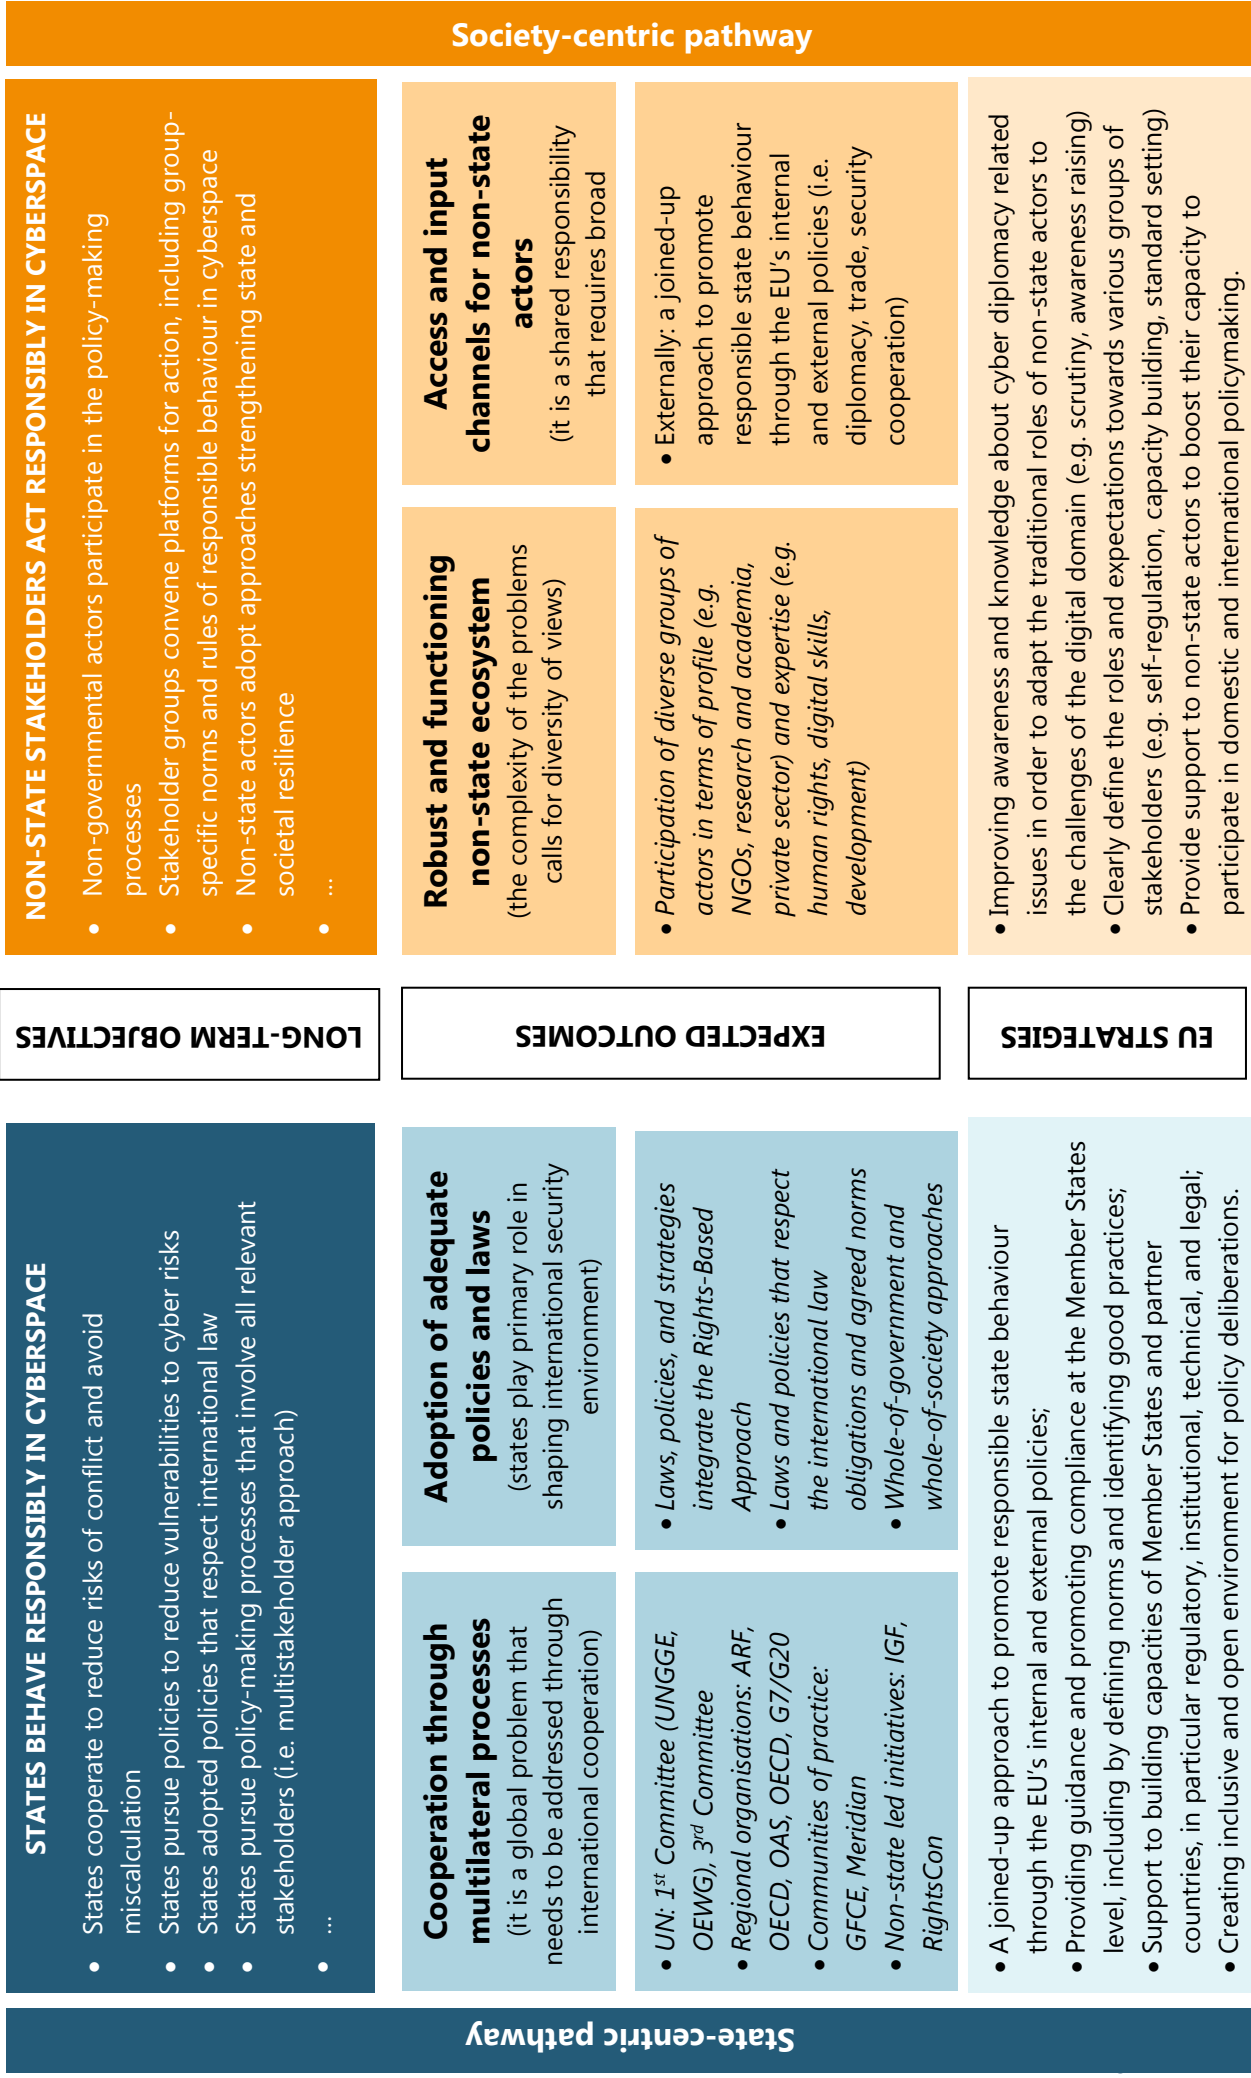 State-centric pathway
STATES BEHAVE RESPONSIBLY IN CYBERSPACE
• States cooperate to reduce risks of conflict and avoid
miscalculation
• States pursue policies to reduce vulnerabilities to cyber risks
• States adopted policies that respect international law
• States pursue policy-making processes that involve all relevant
stakeholders (i.e. multistakeholder approach)
• ...
Cooperation through
multilateral processes
(it is a global problem that
needs to be addressed through
international cooperation)
Adoption of adequate
policies and laws
(states play primary role in
shaping international security
environment)
• UN: 1st Committee (UNGGE,
OEWG), 3rd Committee
• Regional organisations: ARF,
OECD, OAS, OECD, G7/G20
• Communities of practice:
GFCE, Meridian
• Non-state led initiatives: IGF,
RightsCon
• Laws, policies, and strategies
integrate the Rights-Based
Approach
• Laws and policies that respect
the international law
obligations and agreed norms
• Whole-of-government and
whole-of-society approaches
• A joined-up approach to promote responsible state behaviour
through the EU's internal and external policies;
• Providing guidance and promoting compliance at the Member States
level, including by defining norms and identifying good practices;
• Support to building capacities of Member States and partner
countries, in particular regulatory, institutional, technical, and legal;
• Creating inclusive and open environment for policy deliberations.
LONG-TERM OBJECTIVES
EXPECTED OUTCOMES
EU STRATEGIES
NON-STATE STAKEHOLDERS ACT RESPONSIBLY IN CYBERSPACE
• Non-governmental actors participate in the policy-making
processes
• Stakeholder groups convene platforms for action, including group-
specific norms and rules of responsible behaviour in cyberspace
• Non-state actors adopt approaches strengthening state and
societal resilience
• ...
Robust and functioning
non-state ecosystem
(the complexity of the problems
calls for diversity of views)
Access and input
channels for non-state
actors
(it is a shared responsibility
that requires broad
• Participation of diverse groups of
actors in terms of profile (e.g.
NGOs, research and academia,
private sector) and expertise (e.g.
human rights, digital skills,
development)
• Externally: a joined-up
approach to promote
responsible state behaviour
through the EU's internal
and external policies (i.e.
diplomacy, trade, security
cooperation)
• Improving awareness and knowledge about cyber diplomacy related
issues in order to adapt the traditional roles of non-state actors to
the challenges of the digital domain (e.g. scrutiny, awareness raising)
• Clearly define the roles and expectations towards various groups of
stakeholders (e.g. self-regulation, capacity building, standard setting)
• Provide support to non-state actors to boost their capacity to
participate in domestic and international policymaking.
Society-centric pathway